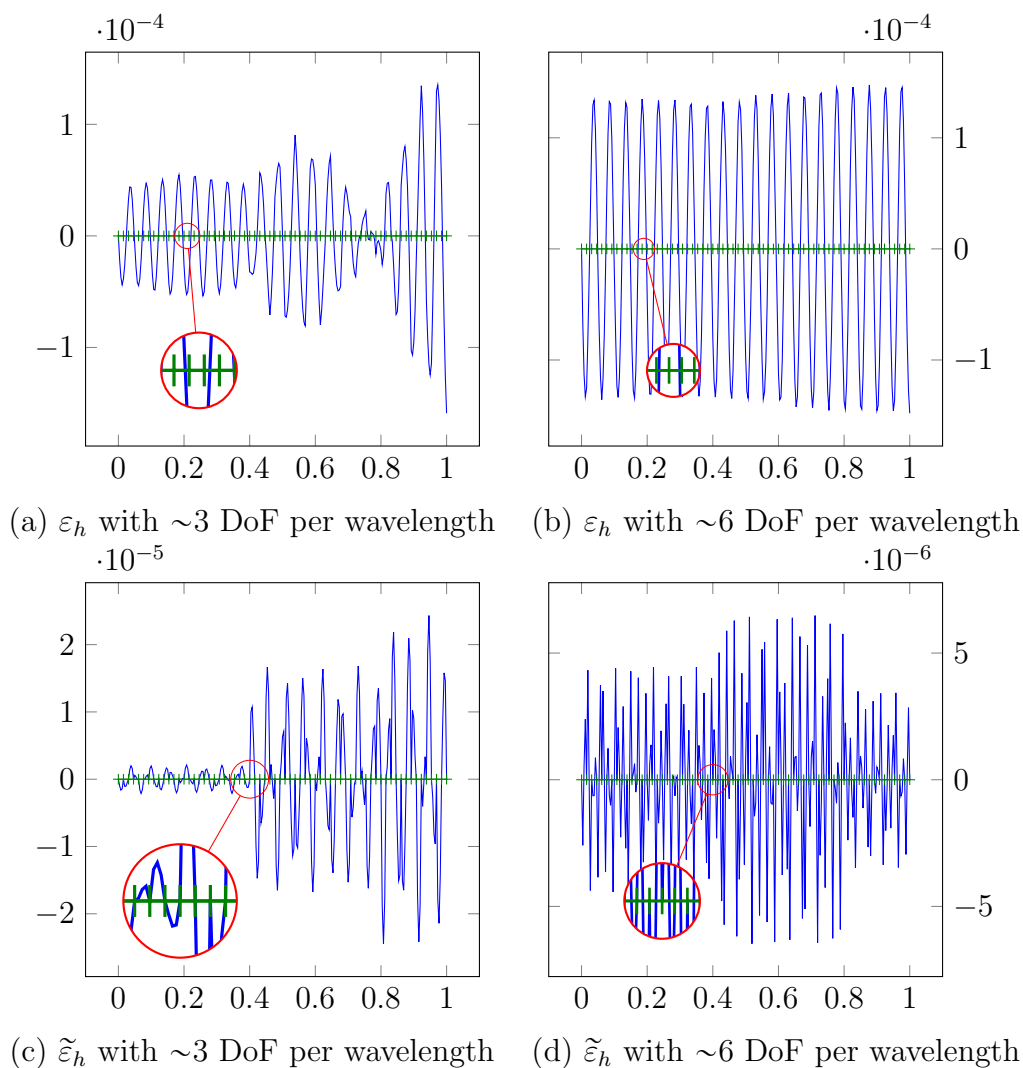 ·10⁻⁴ ·10⁻⁴
1
0
−1
0 0.2 0.4 0.6 0.8 1
1
0
−1
0 0.2 0.4 0.6 0.8 1
(a) εₕ with ∼3 DoF per wavelength
(b) εₕ with ∼6 DoF per wavelength
·10⁻⁵ ·10⁻⁶
2
1
0
−1
−2
0 0.2 0.4 0.6 0.8 1
5
0
−5
0 0.2 0.4 0.6 0.8 1
(c) ε̃ₕ with ∼3 DoF per wavelength
(d) ε̃ₕ with ∼6 DoF per wavelength